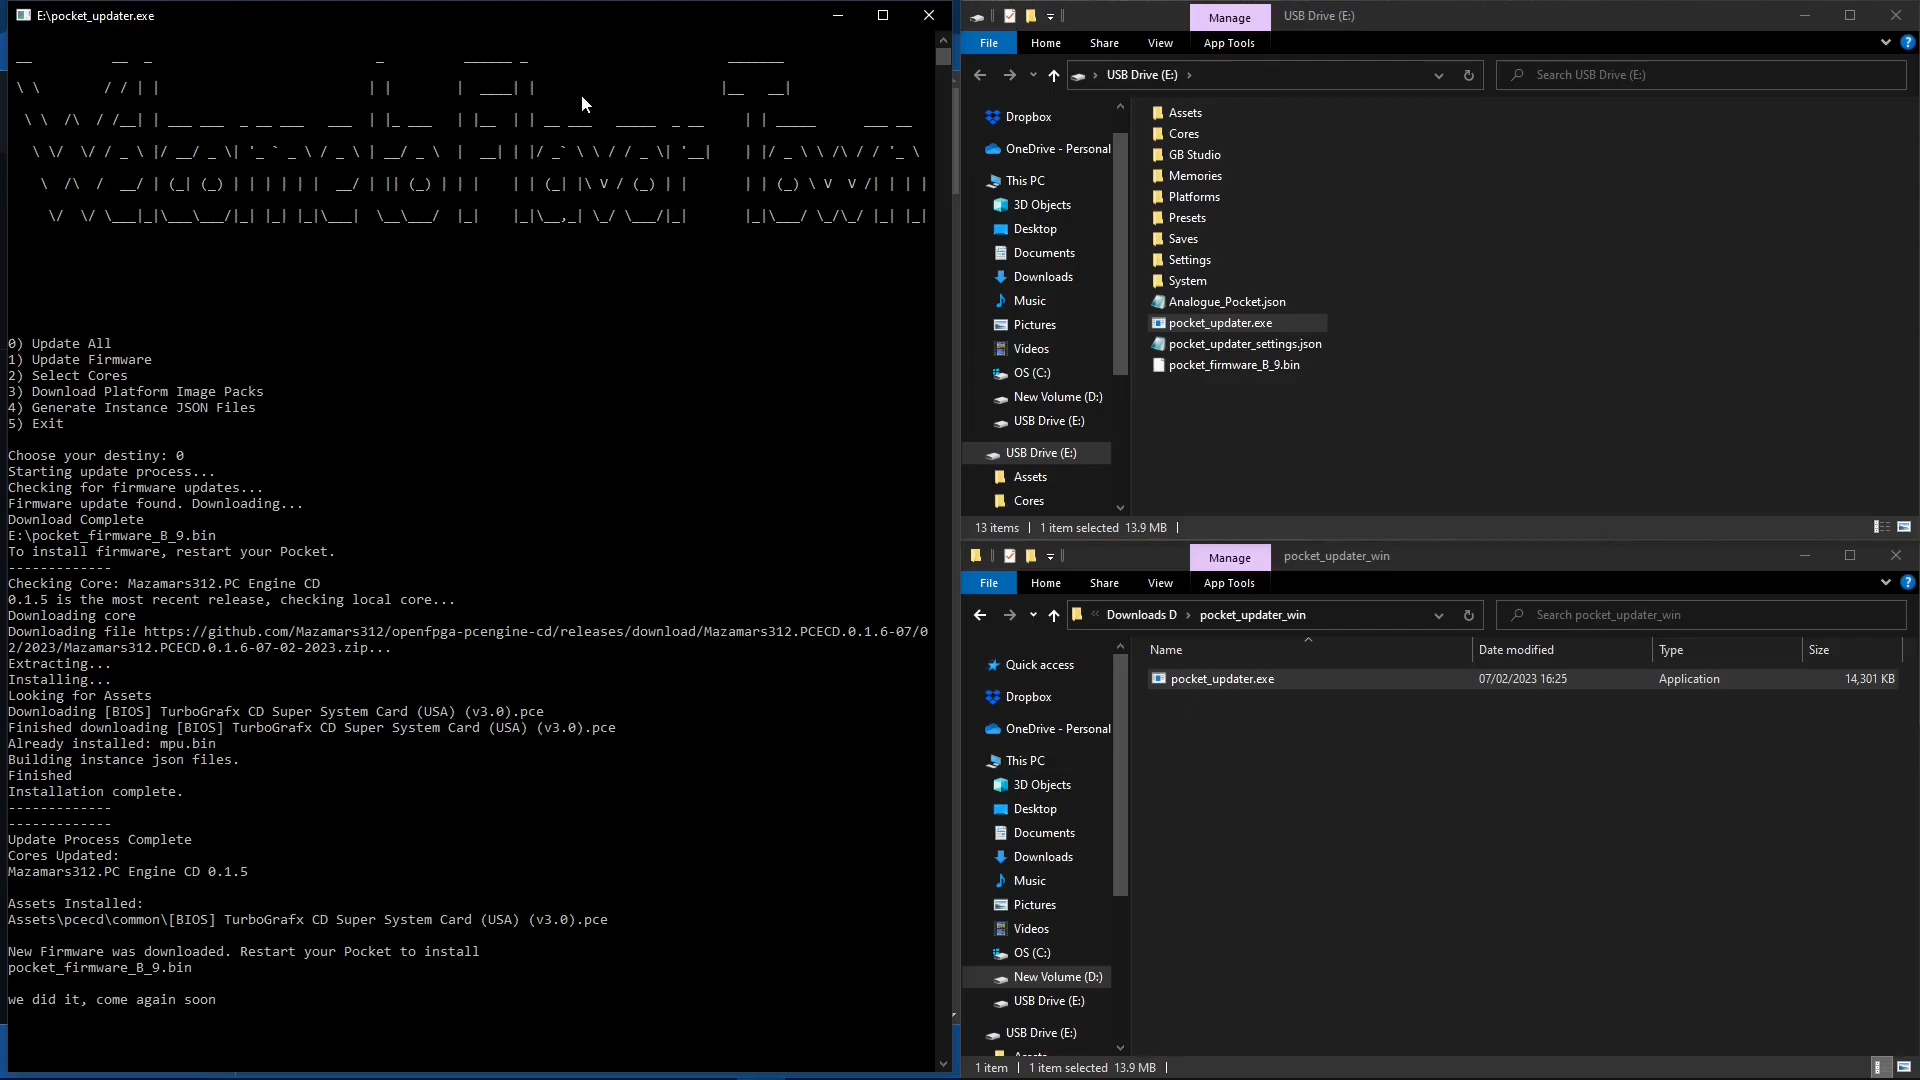 E:\pocket_updater.exe
Welcome to Flavor Town
0) Update All
1) Update Firmware
2) Select Cores
3) Download Platform Image Packs
4) Generate Instance JSON Files
5) Exit
Choose your destiny: 0
Starting update process...
Checking for firmware updates...
Firmware update found. Downloading...
Download Complete
E:\pocket_firmware_B_9.bin
To install firmware, restart your Pocket.
-------------
Checking Core: Mazamars312.PC Engine CD
0.1.5 is the most recent release, checking local core...
Downloading core
Downloading file https://github.com/Mazamars312/openfpga-pcengine-cd/releases/download/Mazamars312.PCECD.0.1.6-07/0
2/2023/Mazamars312.PCECD.0.1.6-07-02-2023.zip...
Extracting...
Installing...
Looking for Assets
Downloading [BIOS] TurboGrafx CD Super System Card (USA) (v3.0).pce
Finished downloading [BIOS] TurboGrafx CD Super System Card (USA) (v3.0).pce
Already installed: mpu.bin
Building instance json files.
Finished
Installation complete.
-------------
-------------
Update Process Complete
Cores Updated:
Mazamars312.PC Engine CD 0.1.5
Assets Installed:
Assets\pcecd\common\[BIOS] TurboGrafx CD Super System Card (USA) (v3.0).pce
New Firmware was downloaded. Restart your Pocket to install
pocket_firmware_B_9.bin
we did it, come again soon
Manage USB Drive (E:)
File Home Share View App Tools
USB Drive (E:)
Search USB Drive (E:)
Dropbox
OneDrive - Personal
This PC
3D Objects
Desktop
Documents
Downloads
Music
Pictures
Videos
OS (C:)
New Volume (D:)
USB Drive (E:)
USB Drive (E:)
Assets
Cores
Assets
Cores
GB Studio
Memories
Platforms
Presets
Saves
Settings
System
Analogue_Pocket.json
pocket_updater.exe
pocket_updater_settings.json
pocket_firmware_B_9.bin
13 items 1 item selected 13.9 MB
Manage pocket_updater_win
File Home Share View App Tools
Downloads D pocket_updater_win
Search pocket_updater_win
Quick access
Dropbox
OneDrive - Personal
This PC
3D Objects
Desktop
Documents
Downloads
Music
Pictures
Videos
OS (C:)
New Volume (D:)
USB Drive (E:)
USB Drive (E:)
Assets
Name Date modified Type Size
pocket_updater.exe 07/02/2023 16:25 Application 14,301 KB
1 item 1 item selected 13.9 MB